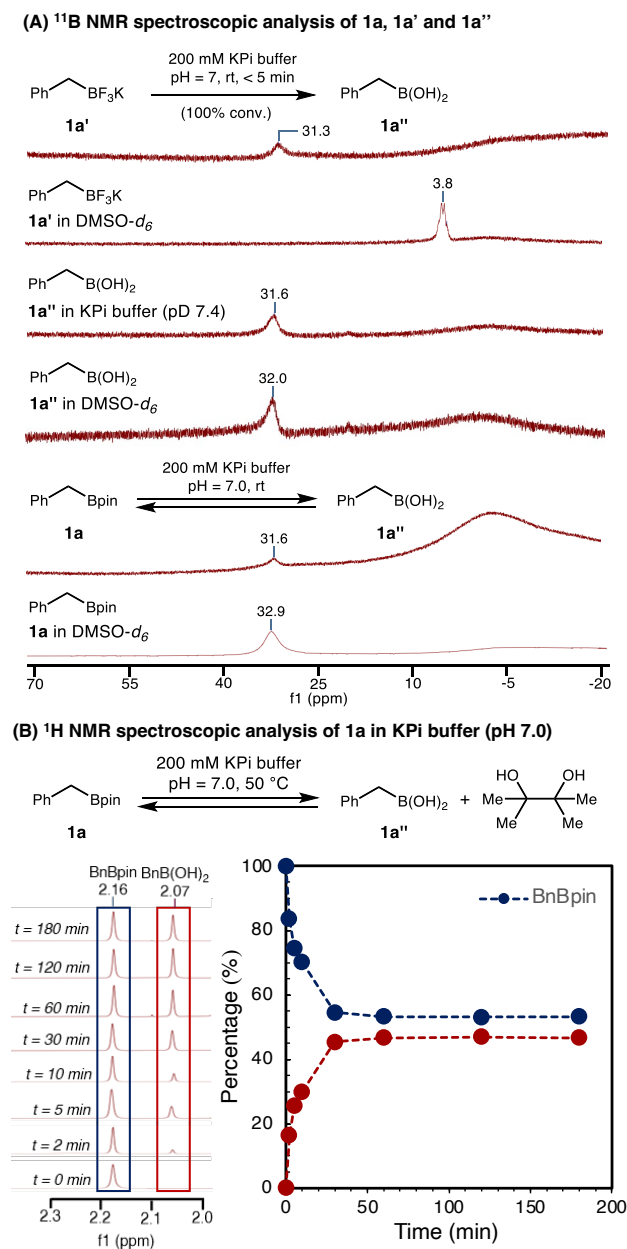 (A) ¹¹B NMR spectroscopic analysis of 1a, 1a' and 1a''
200 mM KPi buffer
pH = 7, rt, < 5 min
Ph BF₃K
(100% conv.)
Ph B(OH)₂
1a'
1a''
31.3
Ph BF₃K
1a' in DMSO-d₆
3.8
Ph B(OH)₂
1a'' in KPi buffer (pD 7.4)
31.6
Ph B(OH)₂
1a'' in DMSO-d₆
32.0
200 mM KPi buffer
pH = 7.0, rt
Ph Bpin
Ph B(OH)₂
1a
1a''
31.6
Ph Bpin
1a in DMSO-d₆
32.9
70 55 40 25 10 -5 -20
f1 (ppm)
(B) ¹H NMR spectroscopic analysis of 1a in KPi buffer (pH 7.0)
200 mM KPi buffer
pH = 7.0, 50 °C
Ph Bpin
Ph B(OH)₂ +
HO OH
Me Me
Me Me
1a
1a''
BnBpin BnB(OH)₂
2.16 2.07
t = 180 min
t = 120 min
t = 60 min
t = 30 min
t = 10 min
t = 5 min
t = 2 min
t = 0 min
2.3 2.2 2.1 2.0
f1 (ppm)
Percentage (%)
100
80
60
40
20
0
BnBpin
0 50 100 150 200
Time (min)